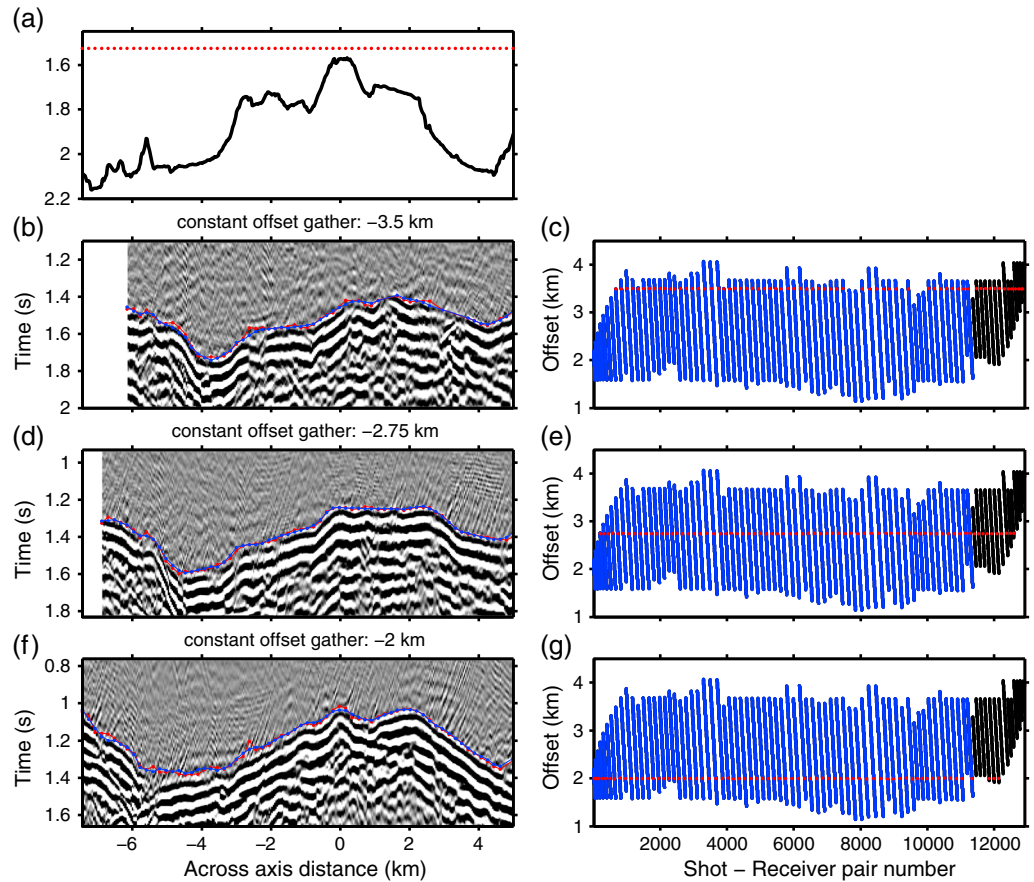 (a)
1.6
1.8
2
2.2
constant offset gather: −3.5 km
(b)
(c)
Time (s)
1.2
1.4
1.6
1.8
2
Offset (km)
4
3
2
1
constant offset gather: −2.75 km
(d)
(e)
Time (s)
1
1.2
1.4
1.6
1.8
Offset (km)
4
3
2
1
constant offset gather: −2 km
(f)
(g)
Time (s)
0.8
1
1.2
1.4
1.6
Offset (km)
4
3
2
1
−6 −4 −2 0 2 4
Across axis distance (km)
2000 4000 6000 8000 10000 12000
Shot − Receiver pair number